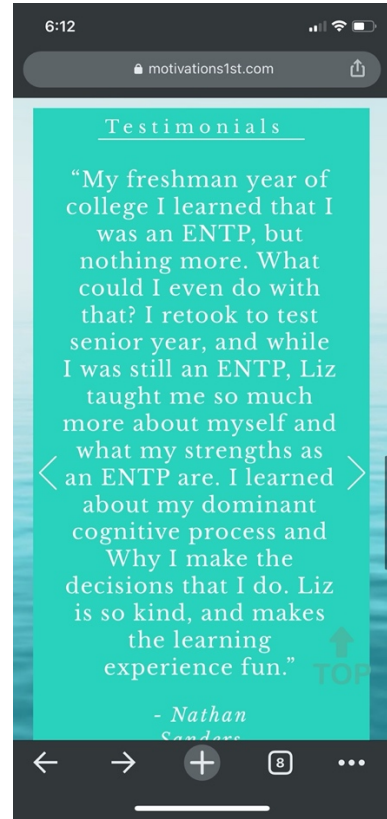 6:12
motivations1st.com
Testimonials
“My freshman year of
college I learned that I
was an ENTP, but
nothing more. What
could I even do with
that? I retook to test
senior year, and while
I was still an ENTP, Liz
taught me so much
more about myself and
what my strengths as
an ENTP are. I learned
about my dominant
cognitive process and
Why I make the
decisions that I do. Liz
is so kind, and makes
the learning
experience fun.”
TOP
- Nathan
Sanders
8